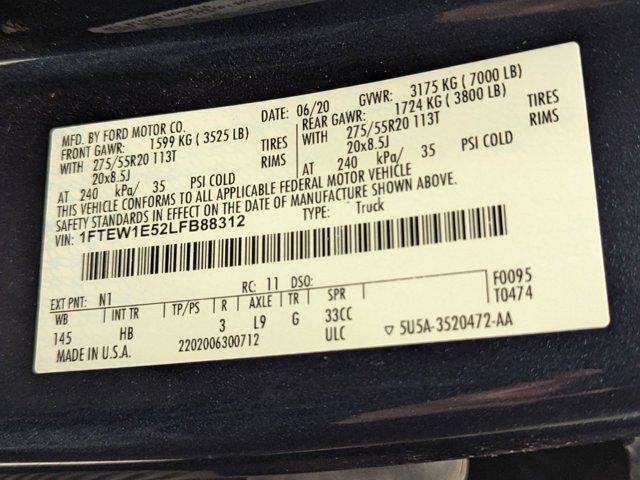 MFD. BY FORD MOTOR CO. DATE: 06/20 GVWR: 3175 KG ( 7000 LB)
FRONT GAWR: 1599 KG ( 3525 LB) REAR GAWR: 1724 KG ( 3800 LB)
WITH 275/55R20 113T TIRES 275/55R20 113T TIRES
20x8.5J RIMS 20x8.5J RIMS
AT 240 kPa/ 35 PSI COLD AT 240 kPa/ 35 PSI COLD
THIS VEHICLE CONFORMS TO ALL APPLICABLE FEDERAL MOTOR VEHICLE
SAFETY STANDARDS IN EFFECT ON THE DATE OF MANUFACTURE SHOWN ABOVE.
VIN: 1FTEW1E52LFB88312 TYPE: Truck
EXT PNT: N1 RC: 11 DSO: F0095
WB INT TR TP/PS R AXLE TR SPR T0474
145 HB 3 L9 G 33CC
MADE IN U.S.A. 2202006300712 ULC ▽ 5U5A-3520472-AA